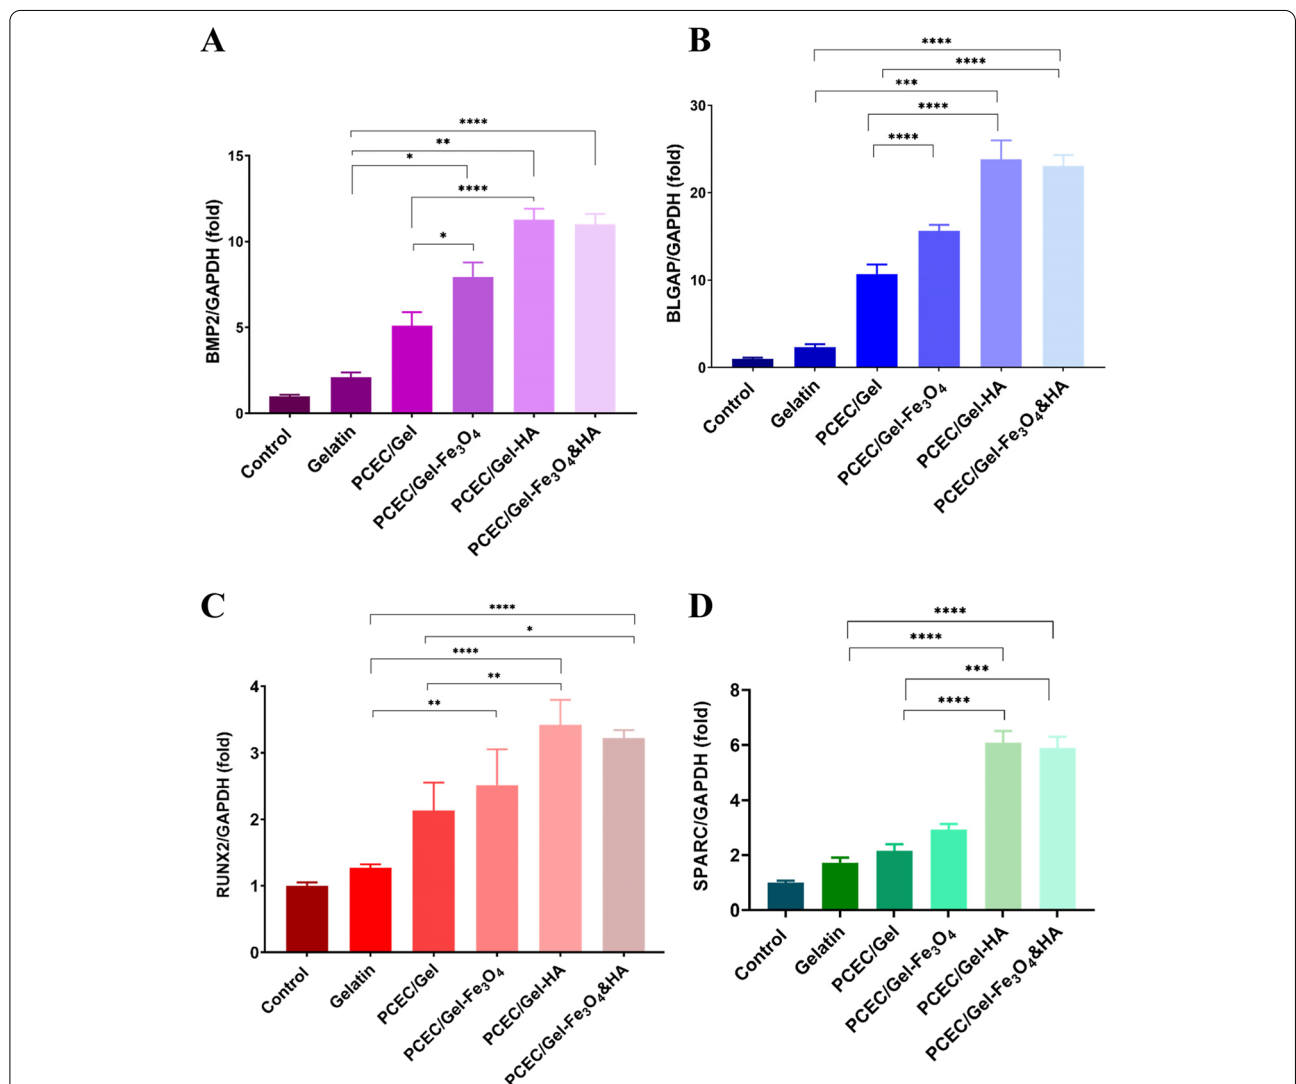 A
****
**
*
****
*
BMP2/GAPDH (fold)
15
10
5
0
Control
Gelatin
PCEC/Gel
PCEC/Gel-Fe₃O₄
PCEC/Gel-HA
PCEC/Gel-Fe₃O₄&HA
B
****
****
***
****
****
BLGAP/GAPDH (fold)
30
20
10
0
Control
Gelatin
PCEC/Gel
PCEC/Gel-Fe₃O₄
PCEC/Gel-HA
PCEC/Gel-Fe₃O₄&HA
C
****
*
****
**
**
RUNX2/GAPDH (fold)
4
3
2
1
0
Control
Gelatin
PCEC/Gel
PCEC/Gel-Fe₃O₄
PCEC/Gel-HA
PCEC/Gel-Fe₃O₄&HA
D
****
****
***
****
SPARC/GAPDH (fold)
8
6
4
2
0
Control
Gelatin
PCEC/Gel
PCEC/Gel-Fe₃O₄
PCEC/Gel-HA
PCEC/Gel-Fe₃O₄&HA